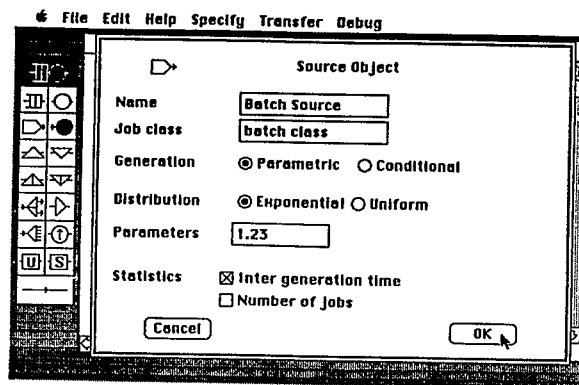 File Edit Help Specify Transfer Debug
Source Object
Name Batch Source
Job class batch class
Generation Parametric Conditional
Distribution Exponential Uniform
Parameters 1.23
Statistics Inter generation time
Number of jobs
Cancel OK
T
U S